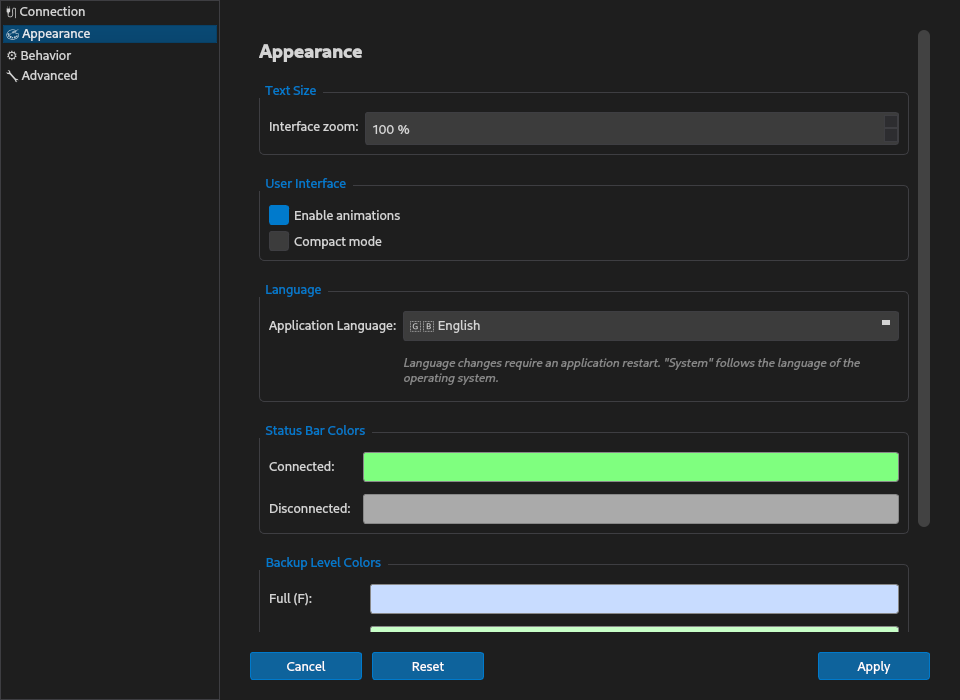 Connection
Appearance
Behavior
Advanced
Appearance
Text Size
Interface zoom:
100 %
User Interface
Enable animations
Compact mode
Language
Application Language:
🇬🇧 English
Language changes require an application restart. "System" follows the language of the
operating system.
Status Bar Colors
Connected:
Disconnected:
Backup Level Colors
Full (F):
Cancel
Reset
Apply